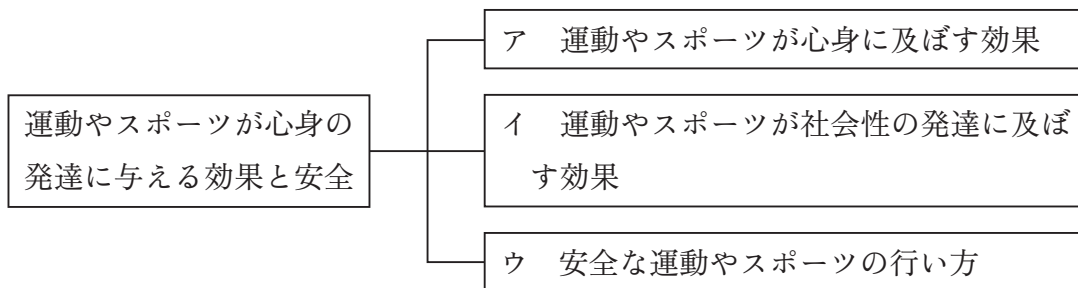 運動やスポーツが心身の
発達に与える効果と安全
ア　運動やスポーツが心身に及ぼす効果
イ　運動やスポーツが社会性の発達に及ぼ
す効果
ウ　安全な運動やスポーツの行い方